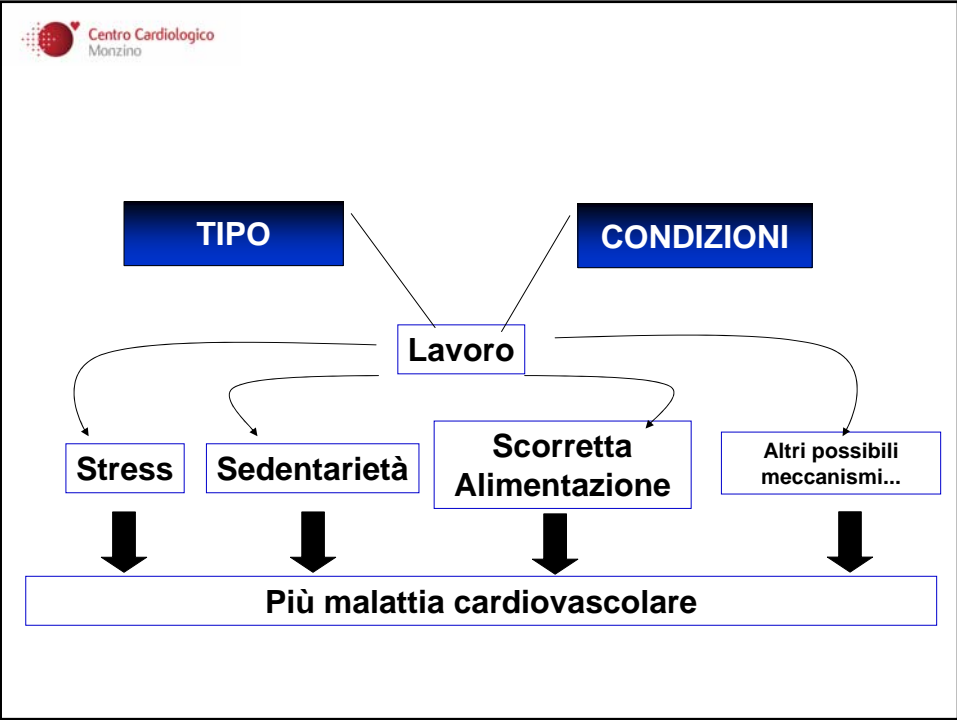 Centro Cardiologico
Monzino
TIPO
CONDIZIONI
Lavoro
Stress
Sedentarietà
Scorretta
Alimentazione
Altri possibili
meccanismi...
Più malattia cardiovascolare